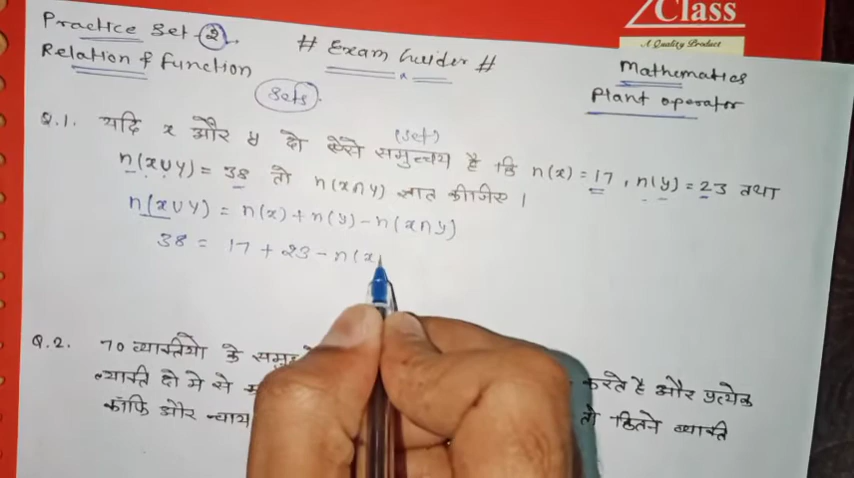 Class
A Quality Product
Practice Set - 2.
# Exam Guider #
Mathematics
Relation & function
Plant operator
Sets.
Q.1. यदि x और y दो ऐसे समुच्चय (set) है कि n(x) = 17, n(y) = 23 तथा
n(x∪y) = 38 तो n(x∩y) ज्ञात कीजिए।
n(x∪y) = n(x) + n(y) - n(x∩y)
38 = 17 + 23 - n(x
Q.2. 70 व्यक्तियो के
करते है और प्रत्येक
व्यक्ति दो मे से
कॉफि और चाय
तो कितने व्यक्ति